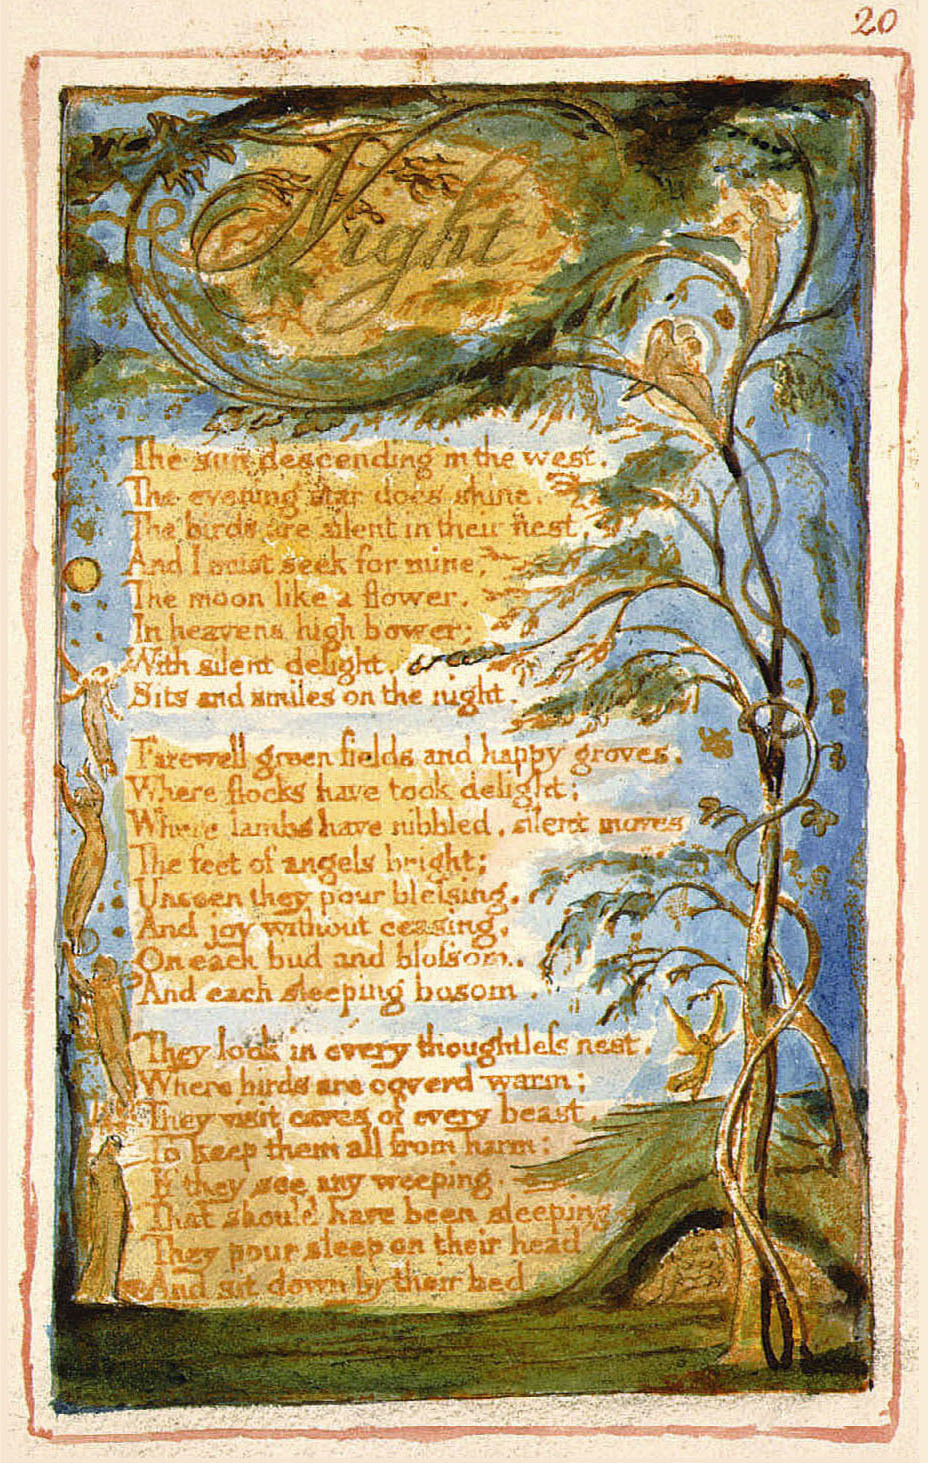 20
Night
The sun descending in the west.
The evening star does shine.
The birds are silent in their nest,
And I must seek for mine,
The moon like a flower,
In heavens high bower;
With silent delight,
Sits and smiles on the night.
Farewell green fields and happy groves,
Where flocks have took delight;
Where lambs have nibbled, silent moves
The feet of angels bright;
Unseen they pour blessing,
And joy without ceasing,
On each bud and blossom,
And each sleeping bosom.
They look in every thoughtless nest,
Where birds are coverd warm;
They visit caves of every beast,
To keep them all from harm;
If they see any weeping,
That should have been sleeping
They pour sleep on their head
And sit down by their bed